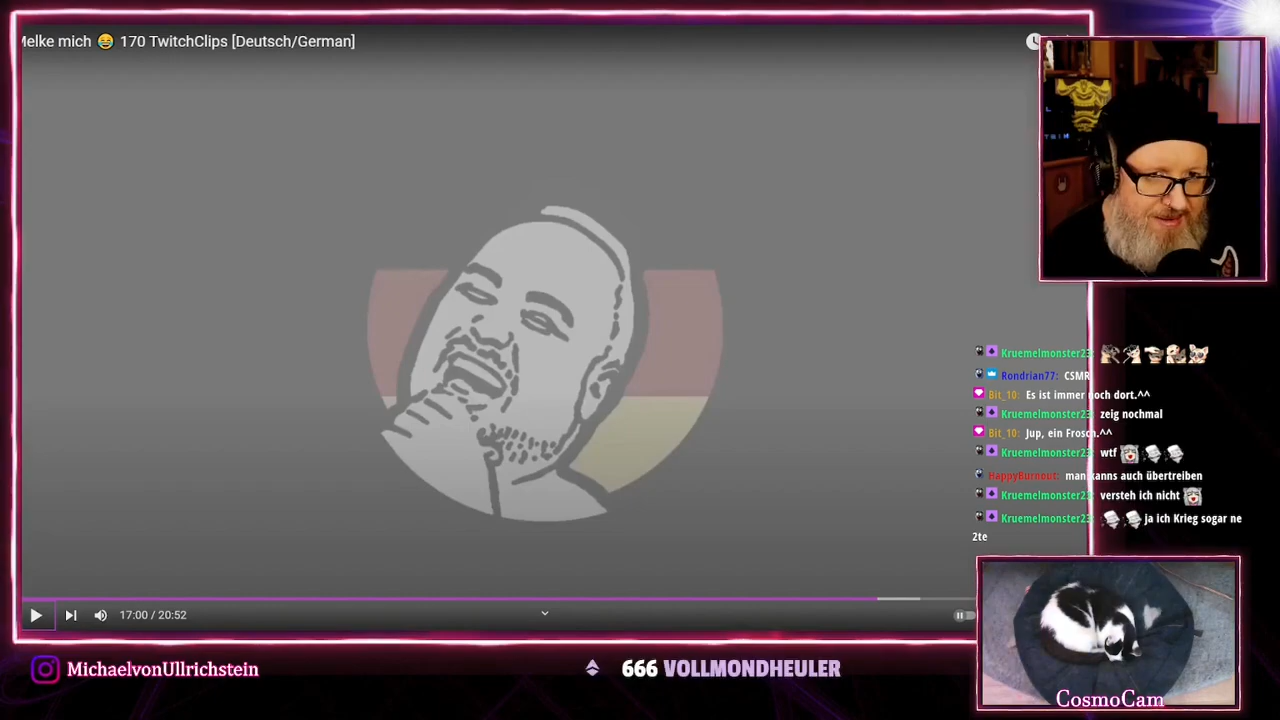 Melke mich 😂 170 TwitchClips [Deutsch/German]
Kruemelmonster23:
Rondrian77: CSMR
Bit_10: Es ist immer noch dort.^^
Kruemelmonster23: zeig nochmal
Bit_10: Jup, ein Frosch.^^
Kruemelmonster23: wtf
HappyBurnout: man kanns auch übertreiben
Kruemelmonster23: versteh ich nicht
Kruemelmonster23: ja ich Krieg sogar ne
2te
17:00 / 20:52
MichaelvonUllrichstein
666 VOLLMONDHEULER
CosmoCam